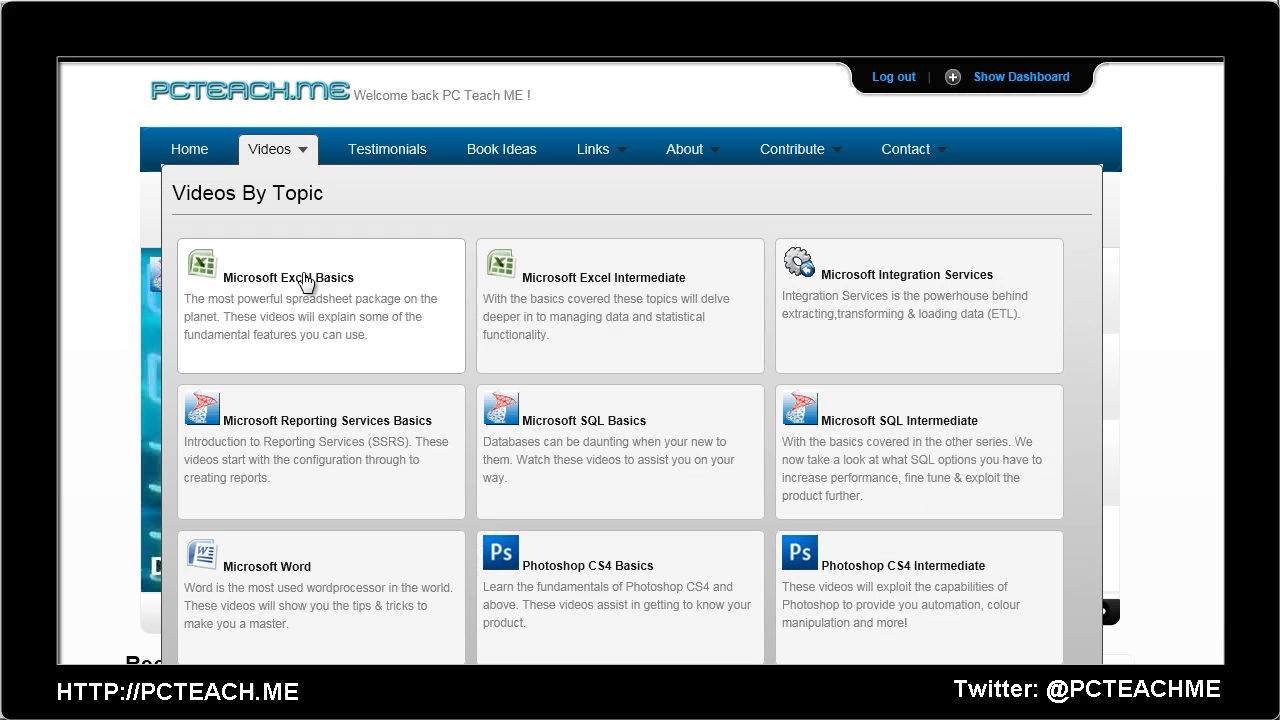 Log out | Show Dashboard
PCTEACH.ME Welcome back PC Teach ME !
Home Videos Testimonials Book Ideas Links About Contribute Contact
Videos By Topic
Microsoft Excel Basics
The most powerful spreadsheet package on the
planet. These videos will explain some of the
fundamental features you can use.
Microsoft Excel Intermediate
With the basics covered these topics will delve
deeper in to managing data and statistical
functionality.
Microsoft Integration Services
Integration Services is the powerhouse behind
extracting,transforming & loading data (ETL).
Microsoft Reporting Services Basics
Introduction to Reporting Services (SSRS). These
videos start with the configuration through to
creating reports.
Microsoft SQL Basics
Databases can be daunting when your new to
them. Watch these videos to assist you on your
way.
Microsoft SQL Intermediate
With the basics covered in the other series. We
now take a look at what SQL options you have to
increase performance, fine tune & exploit the
product further.
Microsoft Word
Word is the most used wordprocessor in the world.
These videos will show you the tips & tricks to
make you a master.
Ps
Photoshop CS4 Basics
Learn the fundamentals of Photoshop CS4 and
above. These videos assist in getting to know your
product.
Ps
Photoshop CS4 Intermediate
These videos will exploit the capabilities of
Photoshop to provide you automation, colour
manipulation and more!
HTTP://PCTEACH.ME
Twitter: @PCTEACHME